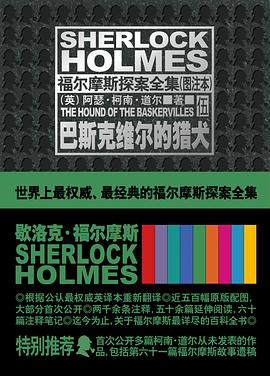 SHERLOCK
HOLMES
福尔摩斯探案全集(图注本)
(英)阿瑟·柯南·道尔■著■伍
THE HOUND OF THE BASKERVILLES
巴斯克维尔的猎犬
世界上最权威、最经典的福尔摩斯探案全集
歇洛克·福尔摩斯
SHERLOCK
HOLMES
◎根据公认最权威英译本重新翻译◎近五百幅原版配图,
大部分首次公开◎两千余条注释,五十余篇延伸阅读,六十
篇注释笔记◎迄今为止,关于福尔摩斯最详尽的百科全书◎
特别推荐
首次公开多篇柯南·道尔从未发表的作
品,包括第六十一篇福尔摩斯故事遗稿